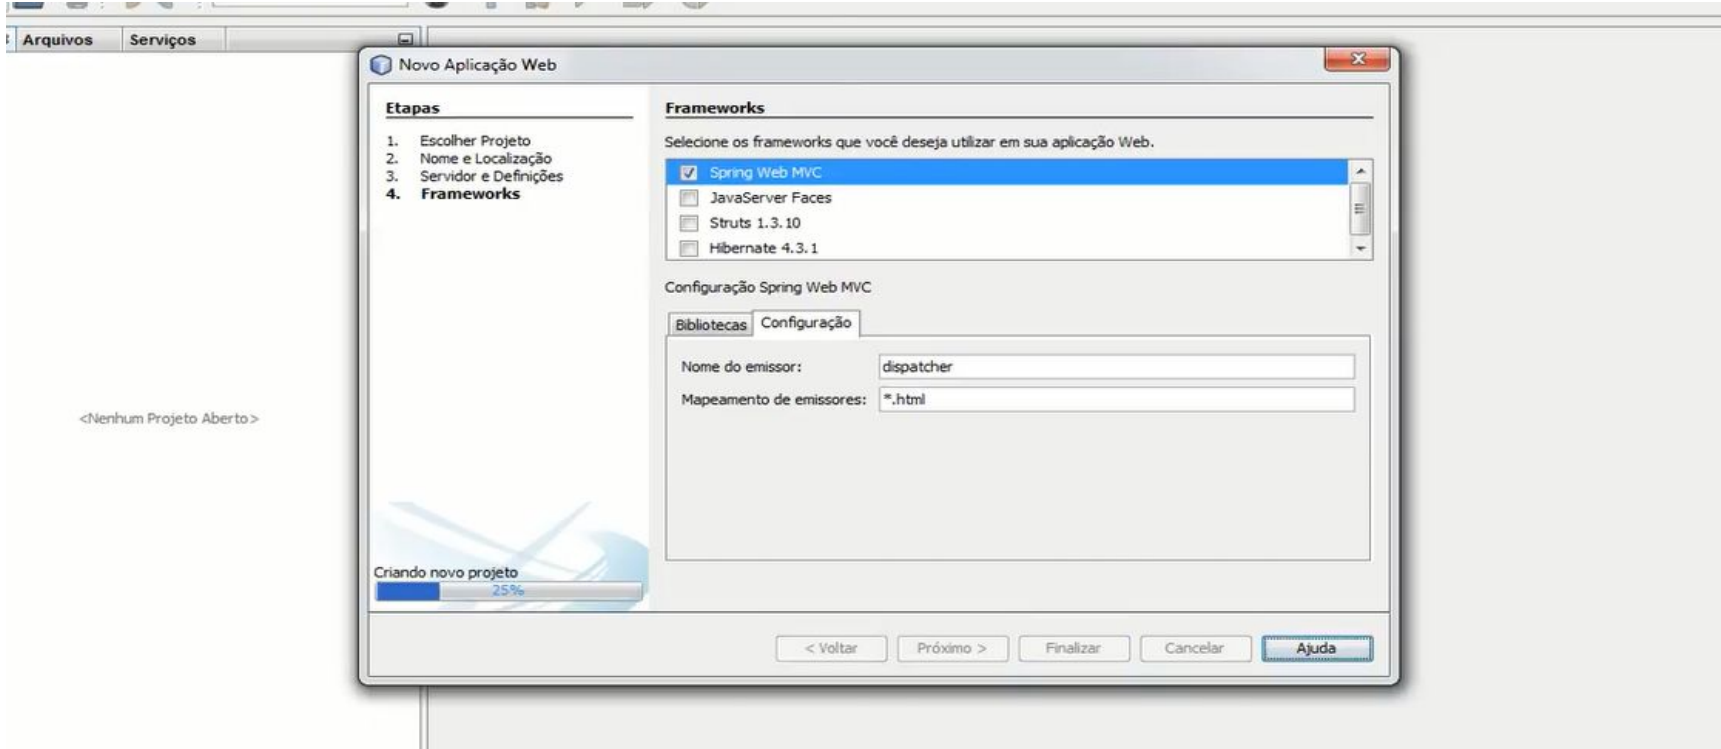 Arquivos
Serviços
<Nenhum Projeto Aberto>
Novo Aplicação Web
Etapas
1. Escolher Projeto
2. Nome e Localização
3. Servidor e Definições
4. Frameworks
Criando novo projeto
25%
Frameworks
Selecione os frameworks que você deseja utilizar em sua aplicação Web.
Spring Web MVC
JavaServer Faces
Struts 1.3.10
Hibernate 4.3.1
Configuração Spring Web MVC
Bibliotecas
Configuração
Nome do emissor: dispatcher
Mapeamento de emissores: *.html
< Voltar
Próximo >
Finalizar
Cancelar
Ajuda